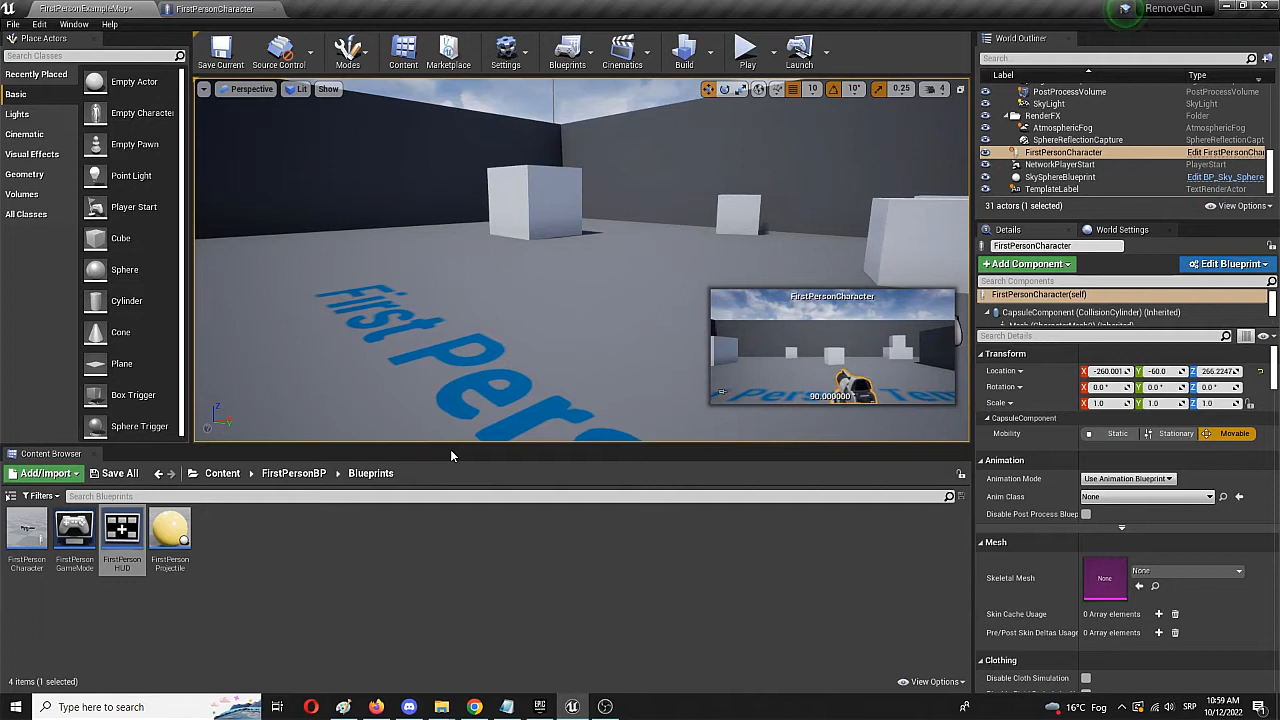 FirstPersonExampleMap•
FirstPersonCharacter
RemoveGun
File Edit Window Help
Place Actors
Search Classes
Recently Placed
Basic
Lights
Cinematic
Visual Effects
Geometry
Volumes
All Classes
Empty Actor
Empty Character
Empty Pawn
Point Light
Player Start
Cube
Sphere
Cylinder
Cone
Plane
Box Trigger
Sphere Trigger
Save Current
Source Control
Modes
Content
Marketplace
Settings
Blueprints
Cinematics
Build
Play
Launch
Perspective Lit Show
10 10° 0.25 4
First Pers
FirstPersonCharacter
90.000000
World Outliner
Search...
Label Type
PostProcessVolume PostProcessVolume
SkyLight SkyLight
RenderFX Folder
AtmosphericFog AtmosphericFog
SphereReflectionCapture SphereReflectionCapt
FirstPersonCharacter Edit FirstPersonChar
NetworkPlayerStart PlayerStart
SkySphereBlueprint Edit BP_Sky_Sphere
TemplateLabel TextRenderActor
31 actors (1 selected) View Options
Details World Settings
FirstPersonCharacter
+Add Component Edit Blueprint
Search Components
FirstPersonCharacter(self)
CapsuleComponent (CollisionCylinder) (Inherited)
Mesh (CharacterMesh0) (Inherited)
Search Details
Transform
Location X -260.001 Y -60.0 Z 266.2247
Rotation X 0.0° Y 0.0° Z 0.0°
Scale X 1.0 Y 1.0 Z 1.0
CapsuleComponent
Mobility Static Stationary Movable
Animation
Animation Mode Use Animation Blueprint
Anim Class None
Disable Post Process Bluep
Mesh
Skeletal Mesh None None
Skin Cache Usage 0 Array elements
Pre/Post Skin Deltas Usage 0 Array elements
Clothing
Disable Cloth Simulation
Content Browser
Add/Import Save All Content FirstPersonBP Blueprints
Filters Search Blueprints
FirstPerson
Character
FirstPerson
GameMode
FirstPerson
HUD
FirstPerson
Projectile
4 items (1 selected) View Options
Type here to search
16°C Fog
SRP
10:59 AM
10/12/2022